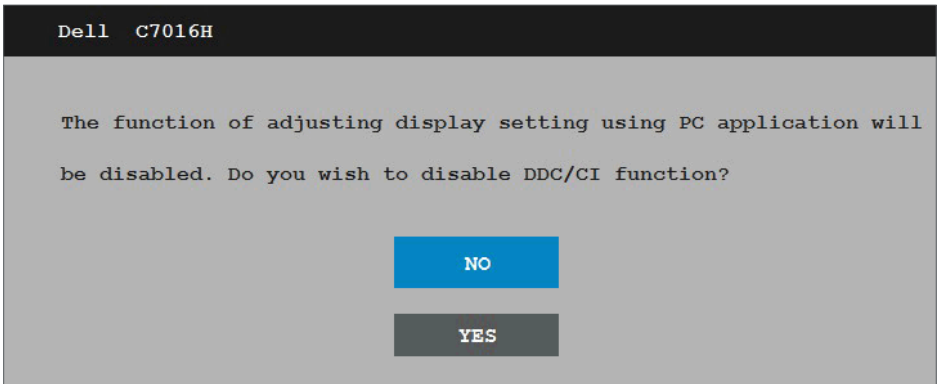 Dell C7016H
The function of adjusting display setting using PC application will
be disabled. Do you wish to disable DDC/CI function?
NO
YES